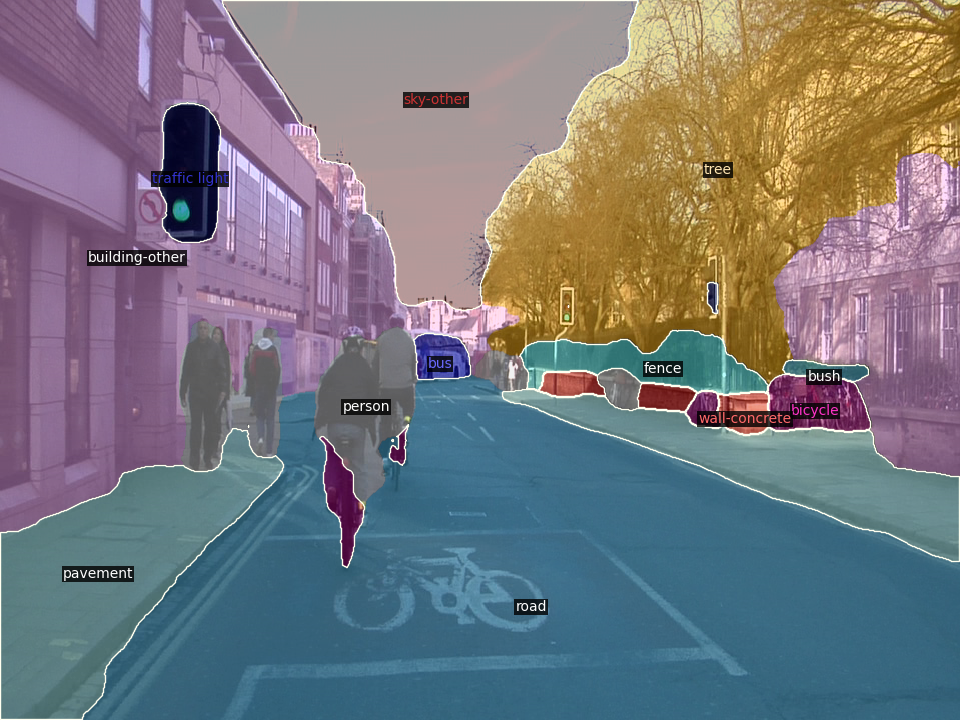 sky-other
tree
traffic light
building-other
bus
fence
bush
person
bicycle
wall-concrete
pavement
road